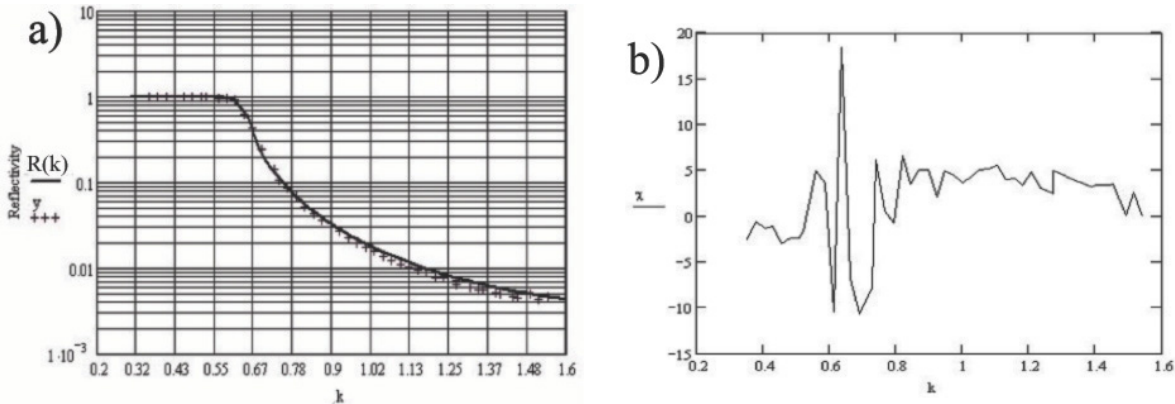 a)
10
1
0.1
0.01
1·10⁻³
Reflectivity
R(k)
y
+++
0.2 0.32 0.43 0.55 0.67 0.78 0.9 1.02 1.13 1.25 1.37 1.48 1.6
k
b)
20
15
10
5
0
−5
−10
−15
χ
0.2 0.4 0.6 0.8 1 1.2 1.4 1.6
k